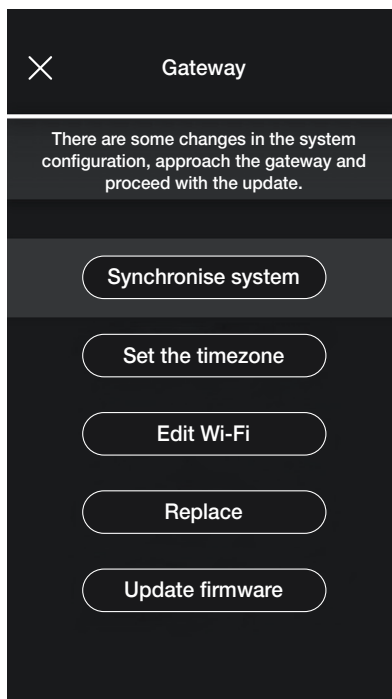 Gateway
There are some changes in the system
configuration, approach the gateway and
proceed with the update.
Synchronise system
Set the timezone
Edit Wi-Fi
Replace
Update firmware